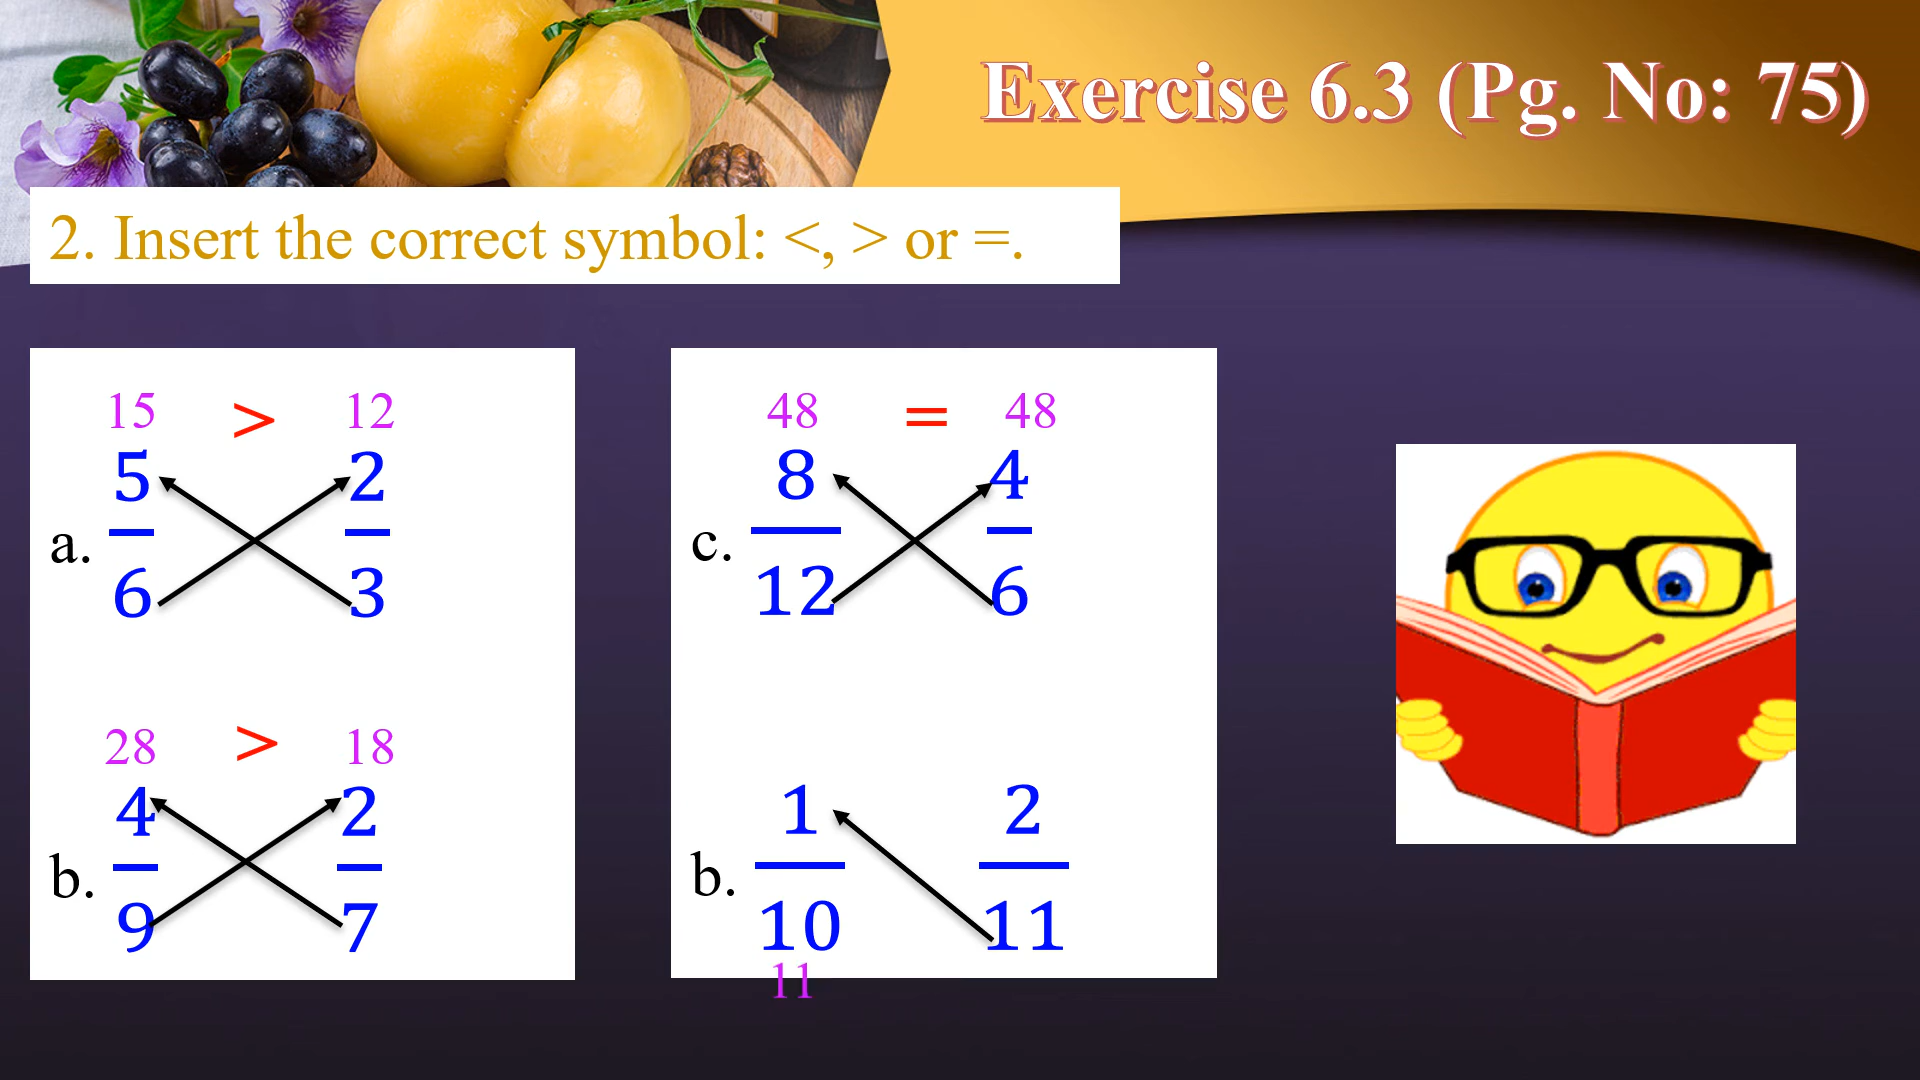 Exercise 6.3 (Pg. No: 75)
2. Insert the correct symbol: <, > or =.
15 > 12
5 2
a.
6 3
28 > 18
4 2
b.
9 7
48 = 48
8 4
c.
12 6
1 2
b.
10 11
11